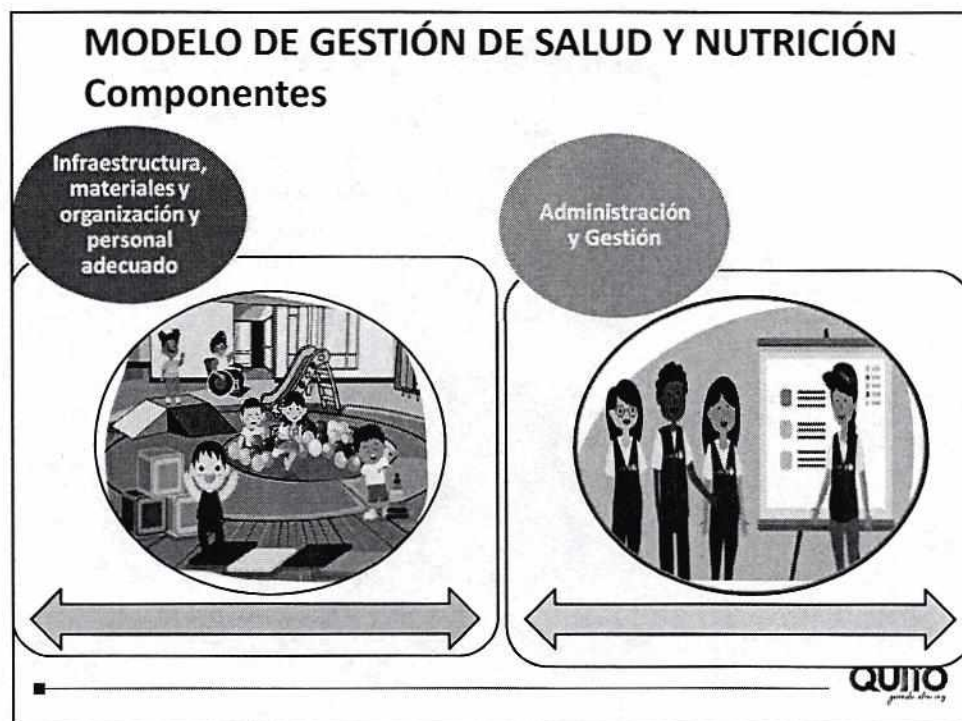 MODELO DE GESTIÓN DE SALUD Y NUTRICIÓN
Componentes
Infraestructura,
materiales y
organización y
personal
adecuado
Administración
y Gestión
QUITO